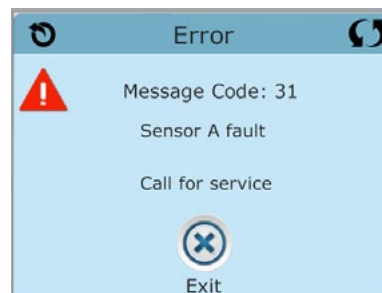 Error
Message Code: 31
Sensor A fault
Call for service
Exit